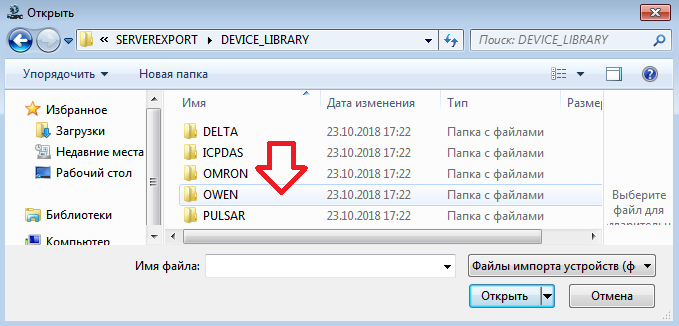 Открыть
« SERVEREXPORT ▸ DEVICE_LIBRARY
Поиск: DEVICE_LIBRARY
Упорядочить
Новая папка
Избранное
Загрузки
Недавние места
Рабочий стол
Библиотеки
Компьютер
Имя Дата изменения Тип Размер
DELTA 23.10.2018 17:22 Папка с файлами
ICPDAS 23.10.2018 17:22 Папка с файлами
OMRON 23.10.2018 17:22 Папка с файлами
OWEN 23.10.2018 17:22 Папка с файлами
PULSAR 23.10.2018 17:22 Папка с файлами
Выберите
файл для
Имя файла:
Файлы импорта устройств (ф
Открыть
Отмена